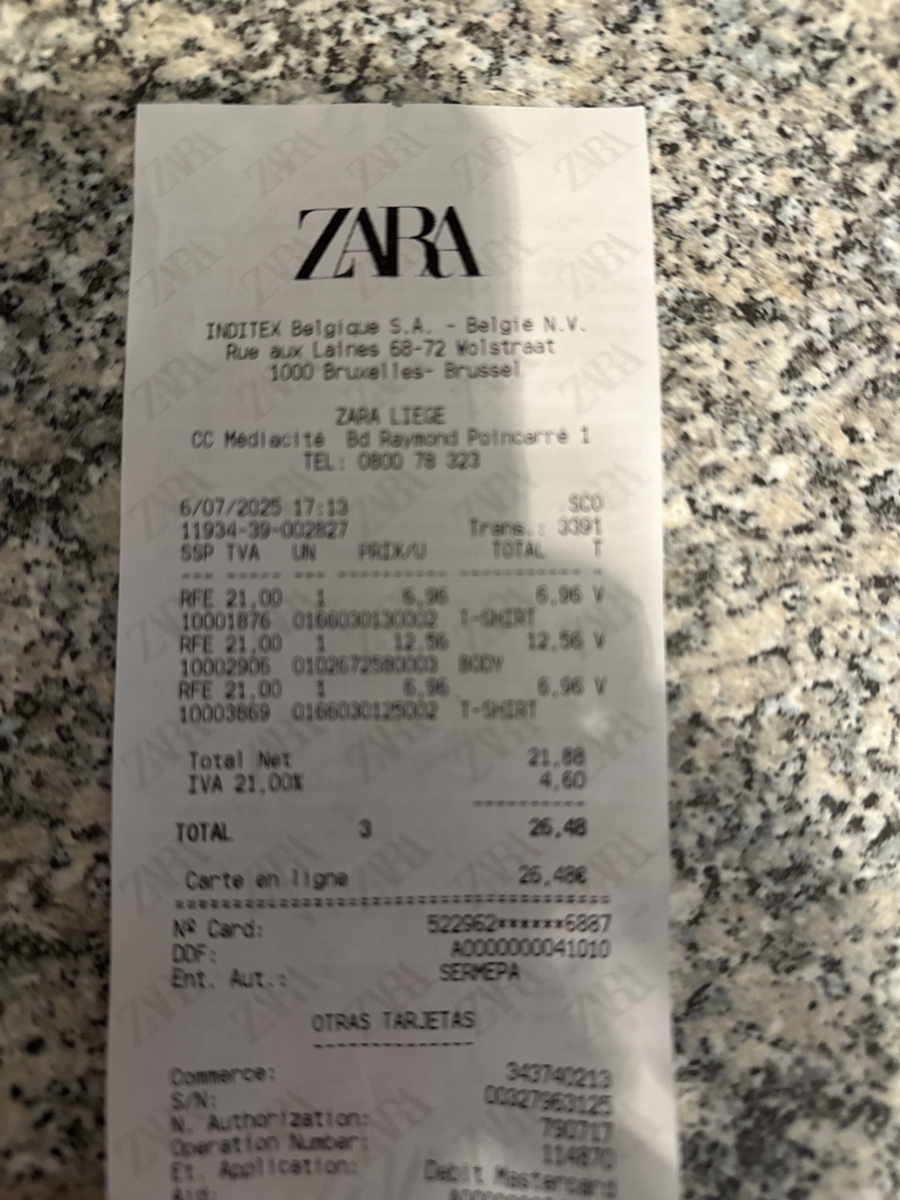 ZARA
INDITEX Belgique S.A. - Belgie N.V.
Rue aux Laines 68-72 Wolstraat
1000 Bruxelles- Brussel
ZARA LIEGE
CC Médiacité Bd Raymond Poincarré 1
TEL: 0800 78 323
6/07/2025 17:13 SCO
11934-39-002827 Trans.: 3391
SSP TVA UN PRIX/U TOTAL T
--- ----- --- ---------- ----------- -
RFE 21,00 1 6,96 6,96 V
10001876 0166030130002 T-SHIRT
RFE 21,00 1 12,56 12,56 V
10002906 0102672580003 BODY
RFE 21,00 1 6,96 6,96 V
10003869 0166030125002 T-SHIRT
Total Net 21,88
IVA 21,00% 4,60
----------
TOTAL 3 26,48
Carte en ligne 26,48€
Nº Card: 522962******6887
DDF: A0000000041010
Ent. Aut.: SERMEPA
OTRAS TARJETAS
--------------
Commerce: 343740213
S/N: 00327963125
N. Authorization: 790717
Operation Number: 114870
Et. Application: Debit Mastercard
Aid: